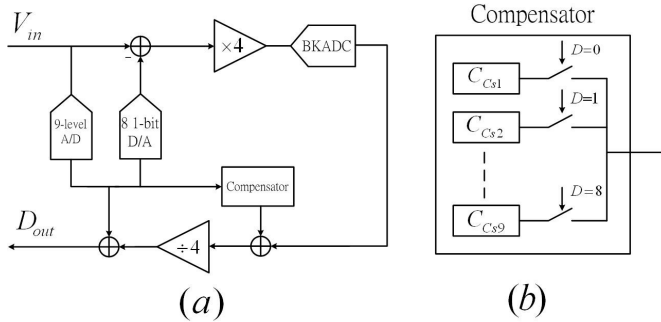 V_in
-
×4
BKADC
9-level
A/D
8 1-bit
D/A
Compensator
D_out
÷4
(a)
Compensator
C_Cs1
D=0
C_Cs2
D=1
C_Cs9
D=8
(b)